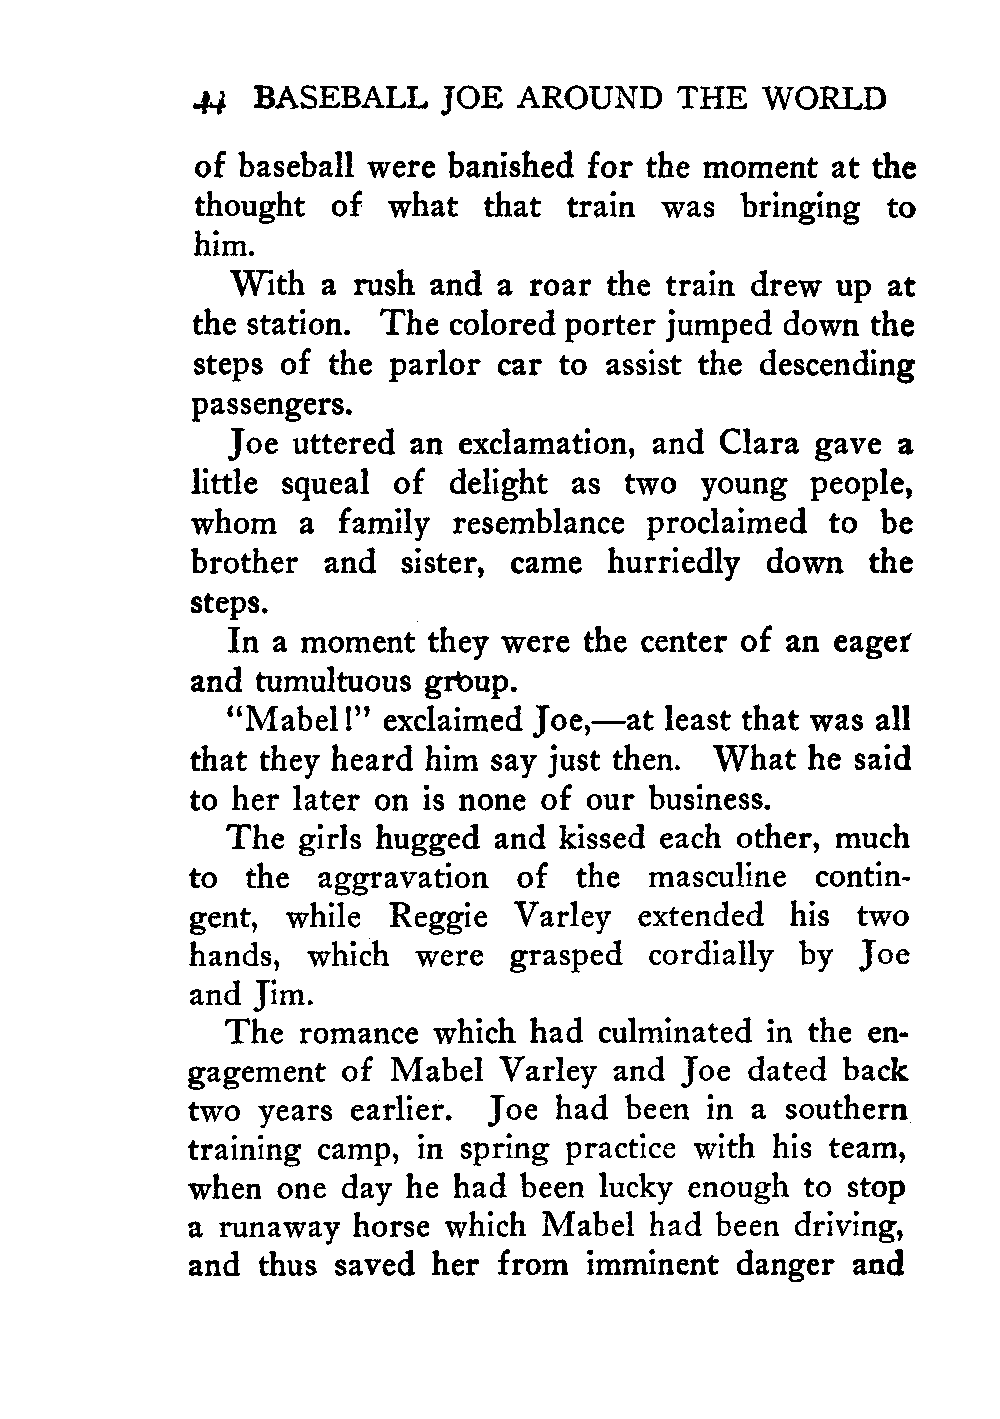 44 BASEBALL JOE AROUND THE WORLD
of baseball were banished for the moment at the
thought of what that train was bringing to
him.
With a rush and a roar the train drew up at
the station. The colored porter jumped down the
steps of the parlor car to assist the descending
passengers.
Joe uttered an exclamation, and Clara gave a
little squeal of delight as two young people,
whom a family resemblance proclaimed to be
brother and sister, came hurriedly down the
steps.
In a moment they were the center of an eager
and tumultuous group.
“Mabel!” exclaimed Joe,—at least that was all
that they heard him say just then. What he said
to her later on is none of our business.
The girls hugged and kissed each other, much
to the aggravation of the masculine contin-
gent, while Reggie Varley extended his two
hands, which were grasped cordially by Joe
and Jim.
The romance which had culminated in the en-
gagement of Mabel Varley and Joe dated back
two years earlier. Joe had been in a southern
training camp, in spring practice with his team,
when one day he had been lucky enough to stop
a runaway horse which Mabel had been driving,
and thus saved her from imminent danger and